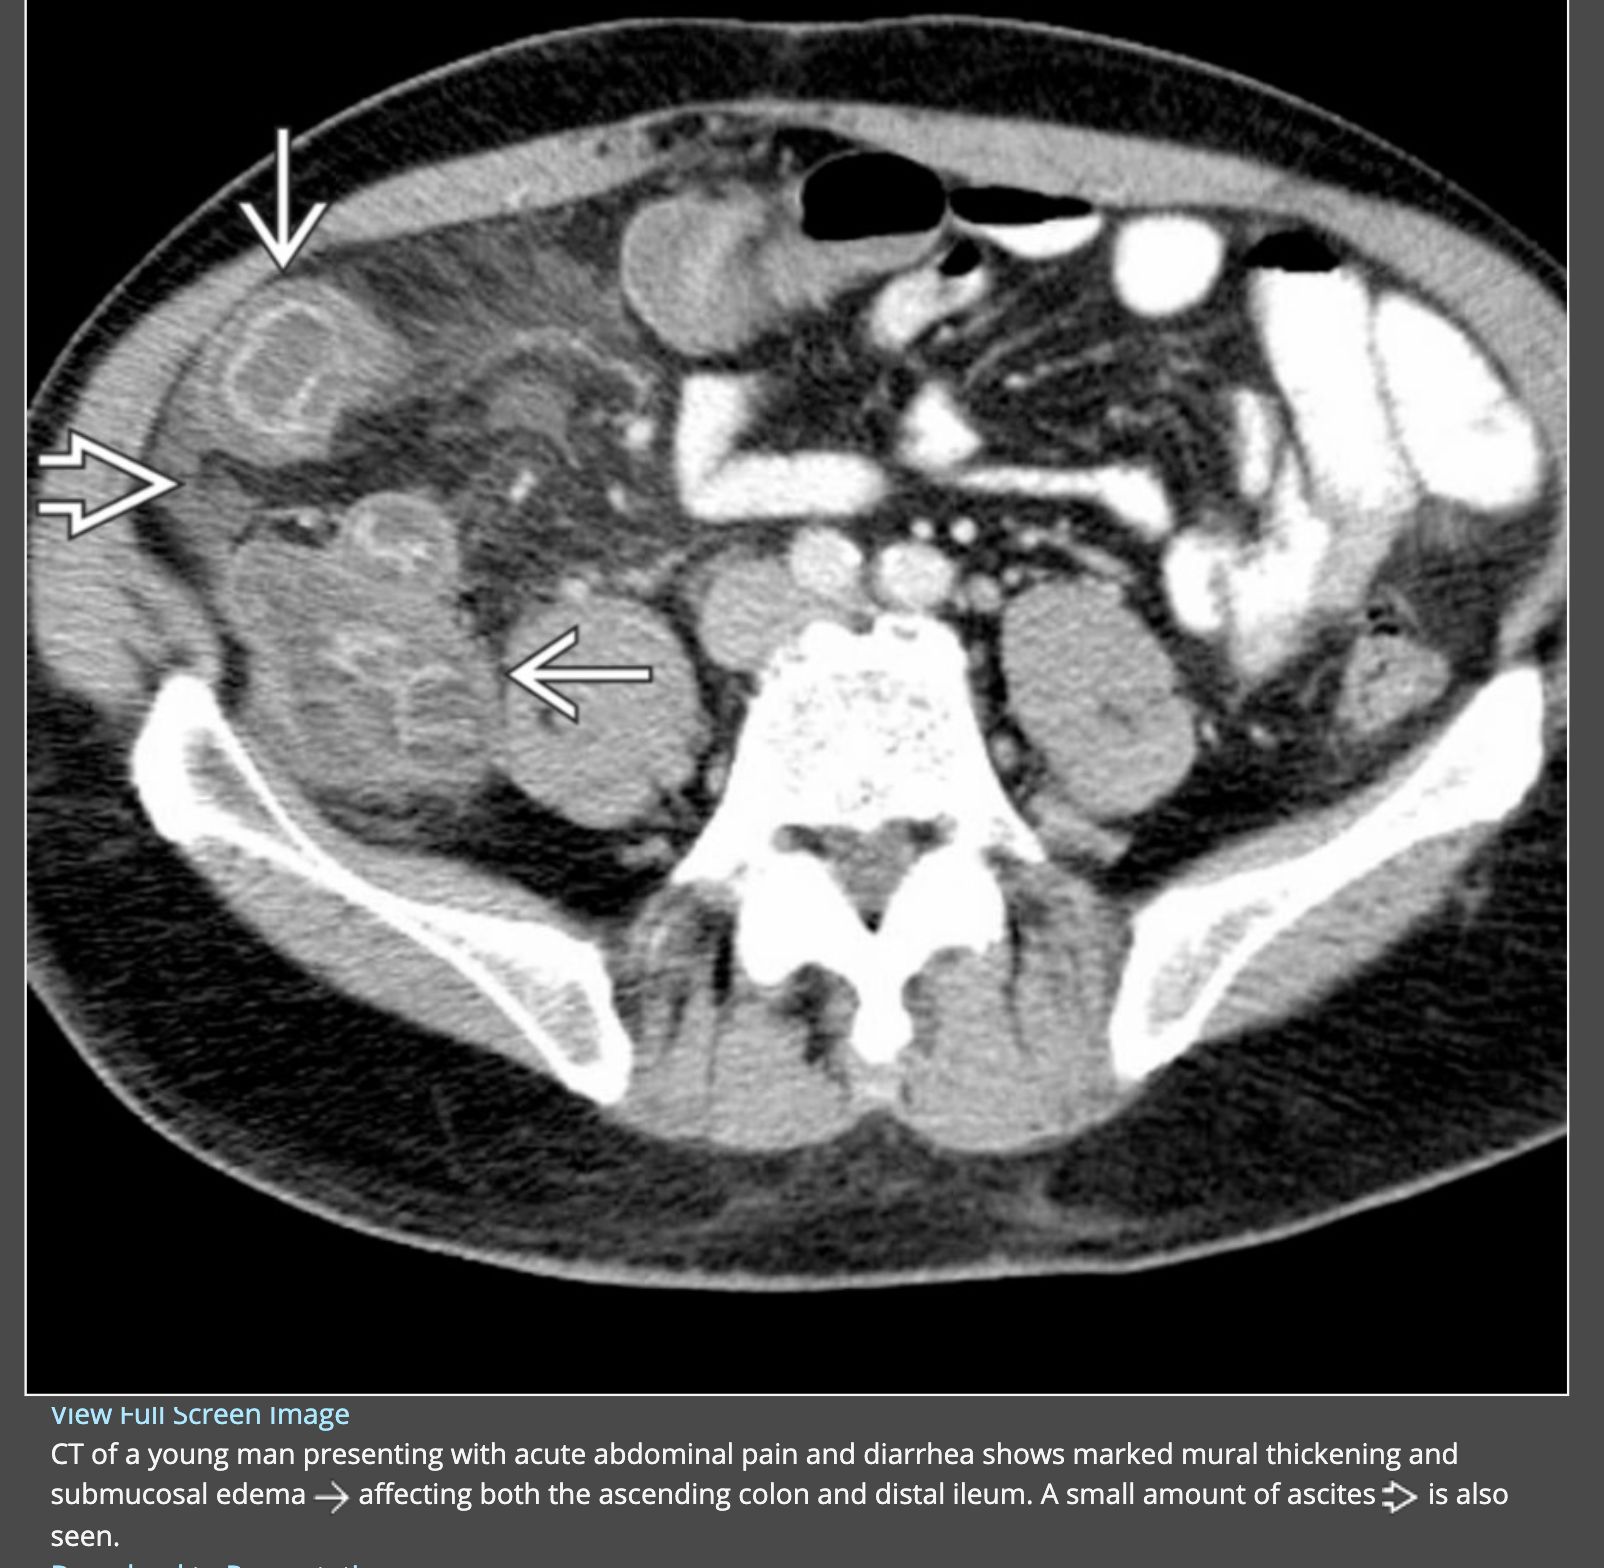 View Full Screen Image
CT of a young man presenting with acute abdominal pain and diarrhea shows marked mural thickening and
submucosal edema affecting both the ascending colon and distal ileum. A small amount of ascites is also
seen.